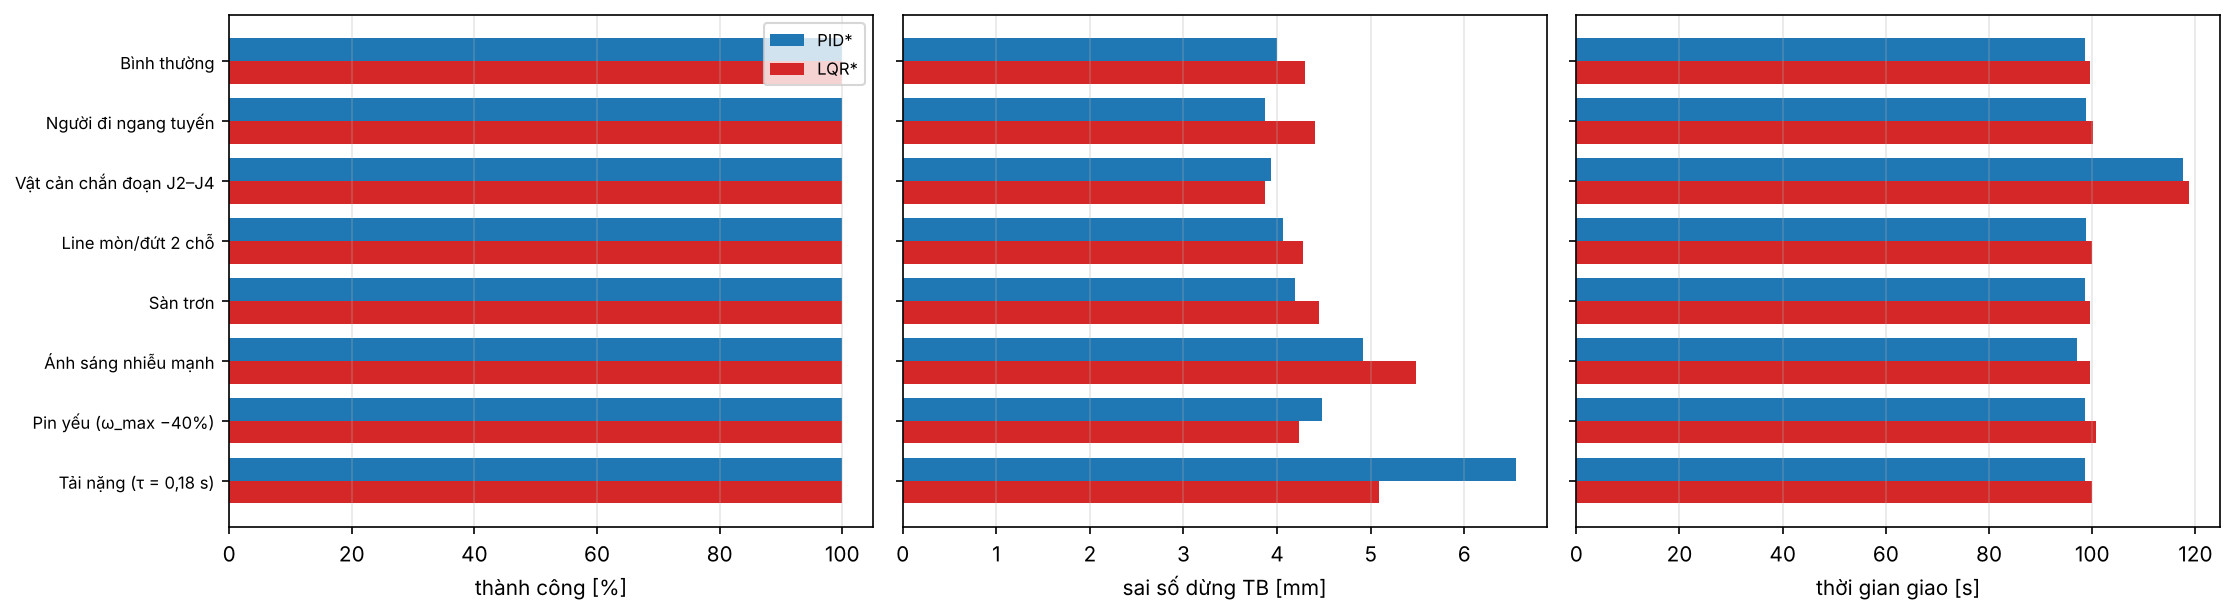 PID*
LQR*
Bình thường
Người đi ngang tuyến
Vật cản chắn đoạn J2–J4
Line mòn/đứt 2 chỗ
Sàn trơn
Ánh sáng nhiễu mạnh
Pin yếu (ω_max −40%)
Tải nặng (τ = 0,18 s)
0 20 40 60 80 100
thành công [%]
0 1 2 3 4 5 6
sai số dừng TB [mm]
0 20 40 60 80 100 120
thời gian giao [s]